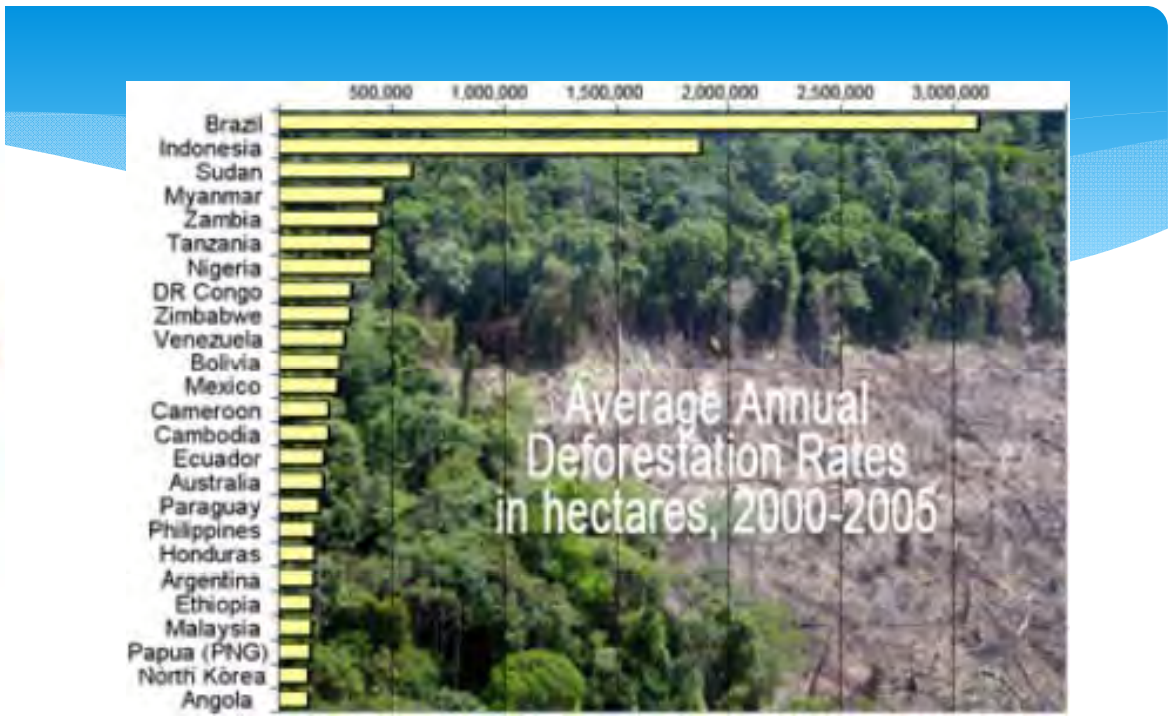 500,000 1,000,000 1,500,000 2,000,000 2,500,000 3,000,000
Brazil
Indonesia
Sudan
Myanmar
Zambia
Tanzania
Nigeria
DR Congo
Zimbabwe
Venezuela
Bolivia
Mexico
Cameroon
Cambodia
Ecuador
Australia
Paraguay
Philippines
Honduras
Argentina
Ethiopia
Malaysia
Papua (PNG)
North Korea
Angola
Average Annual
Deforestation Rates
in hectares, 2000-2005